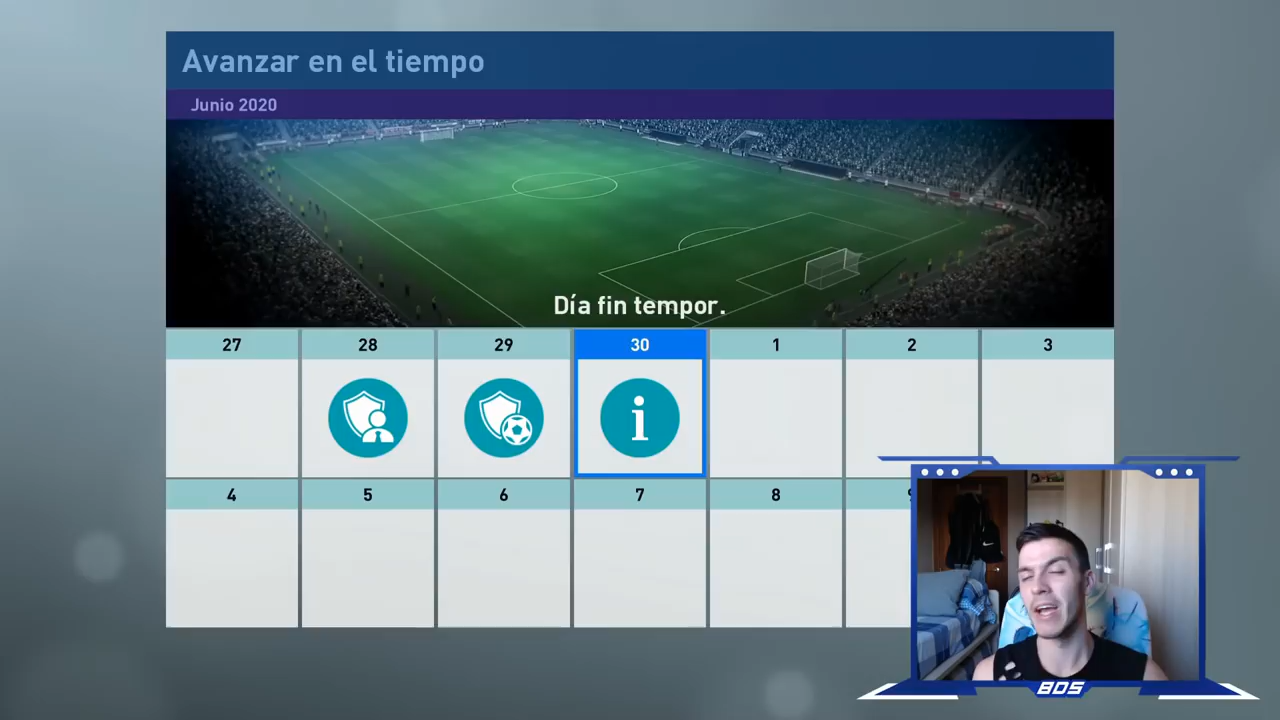 Avanzar en el tiempo
Junio 2020
Día fin tempor.
27 28 29 30 1 2 3
i
4 5 6 7 8 9
BDS